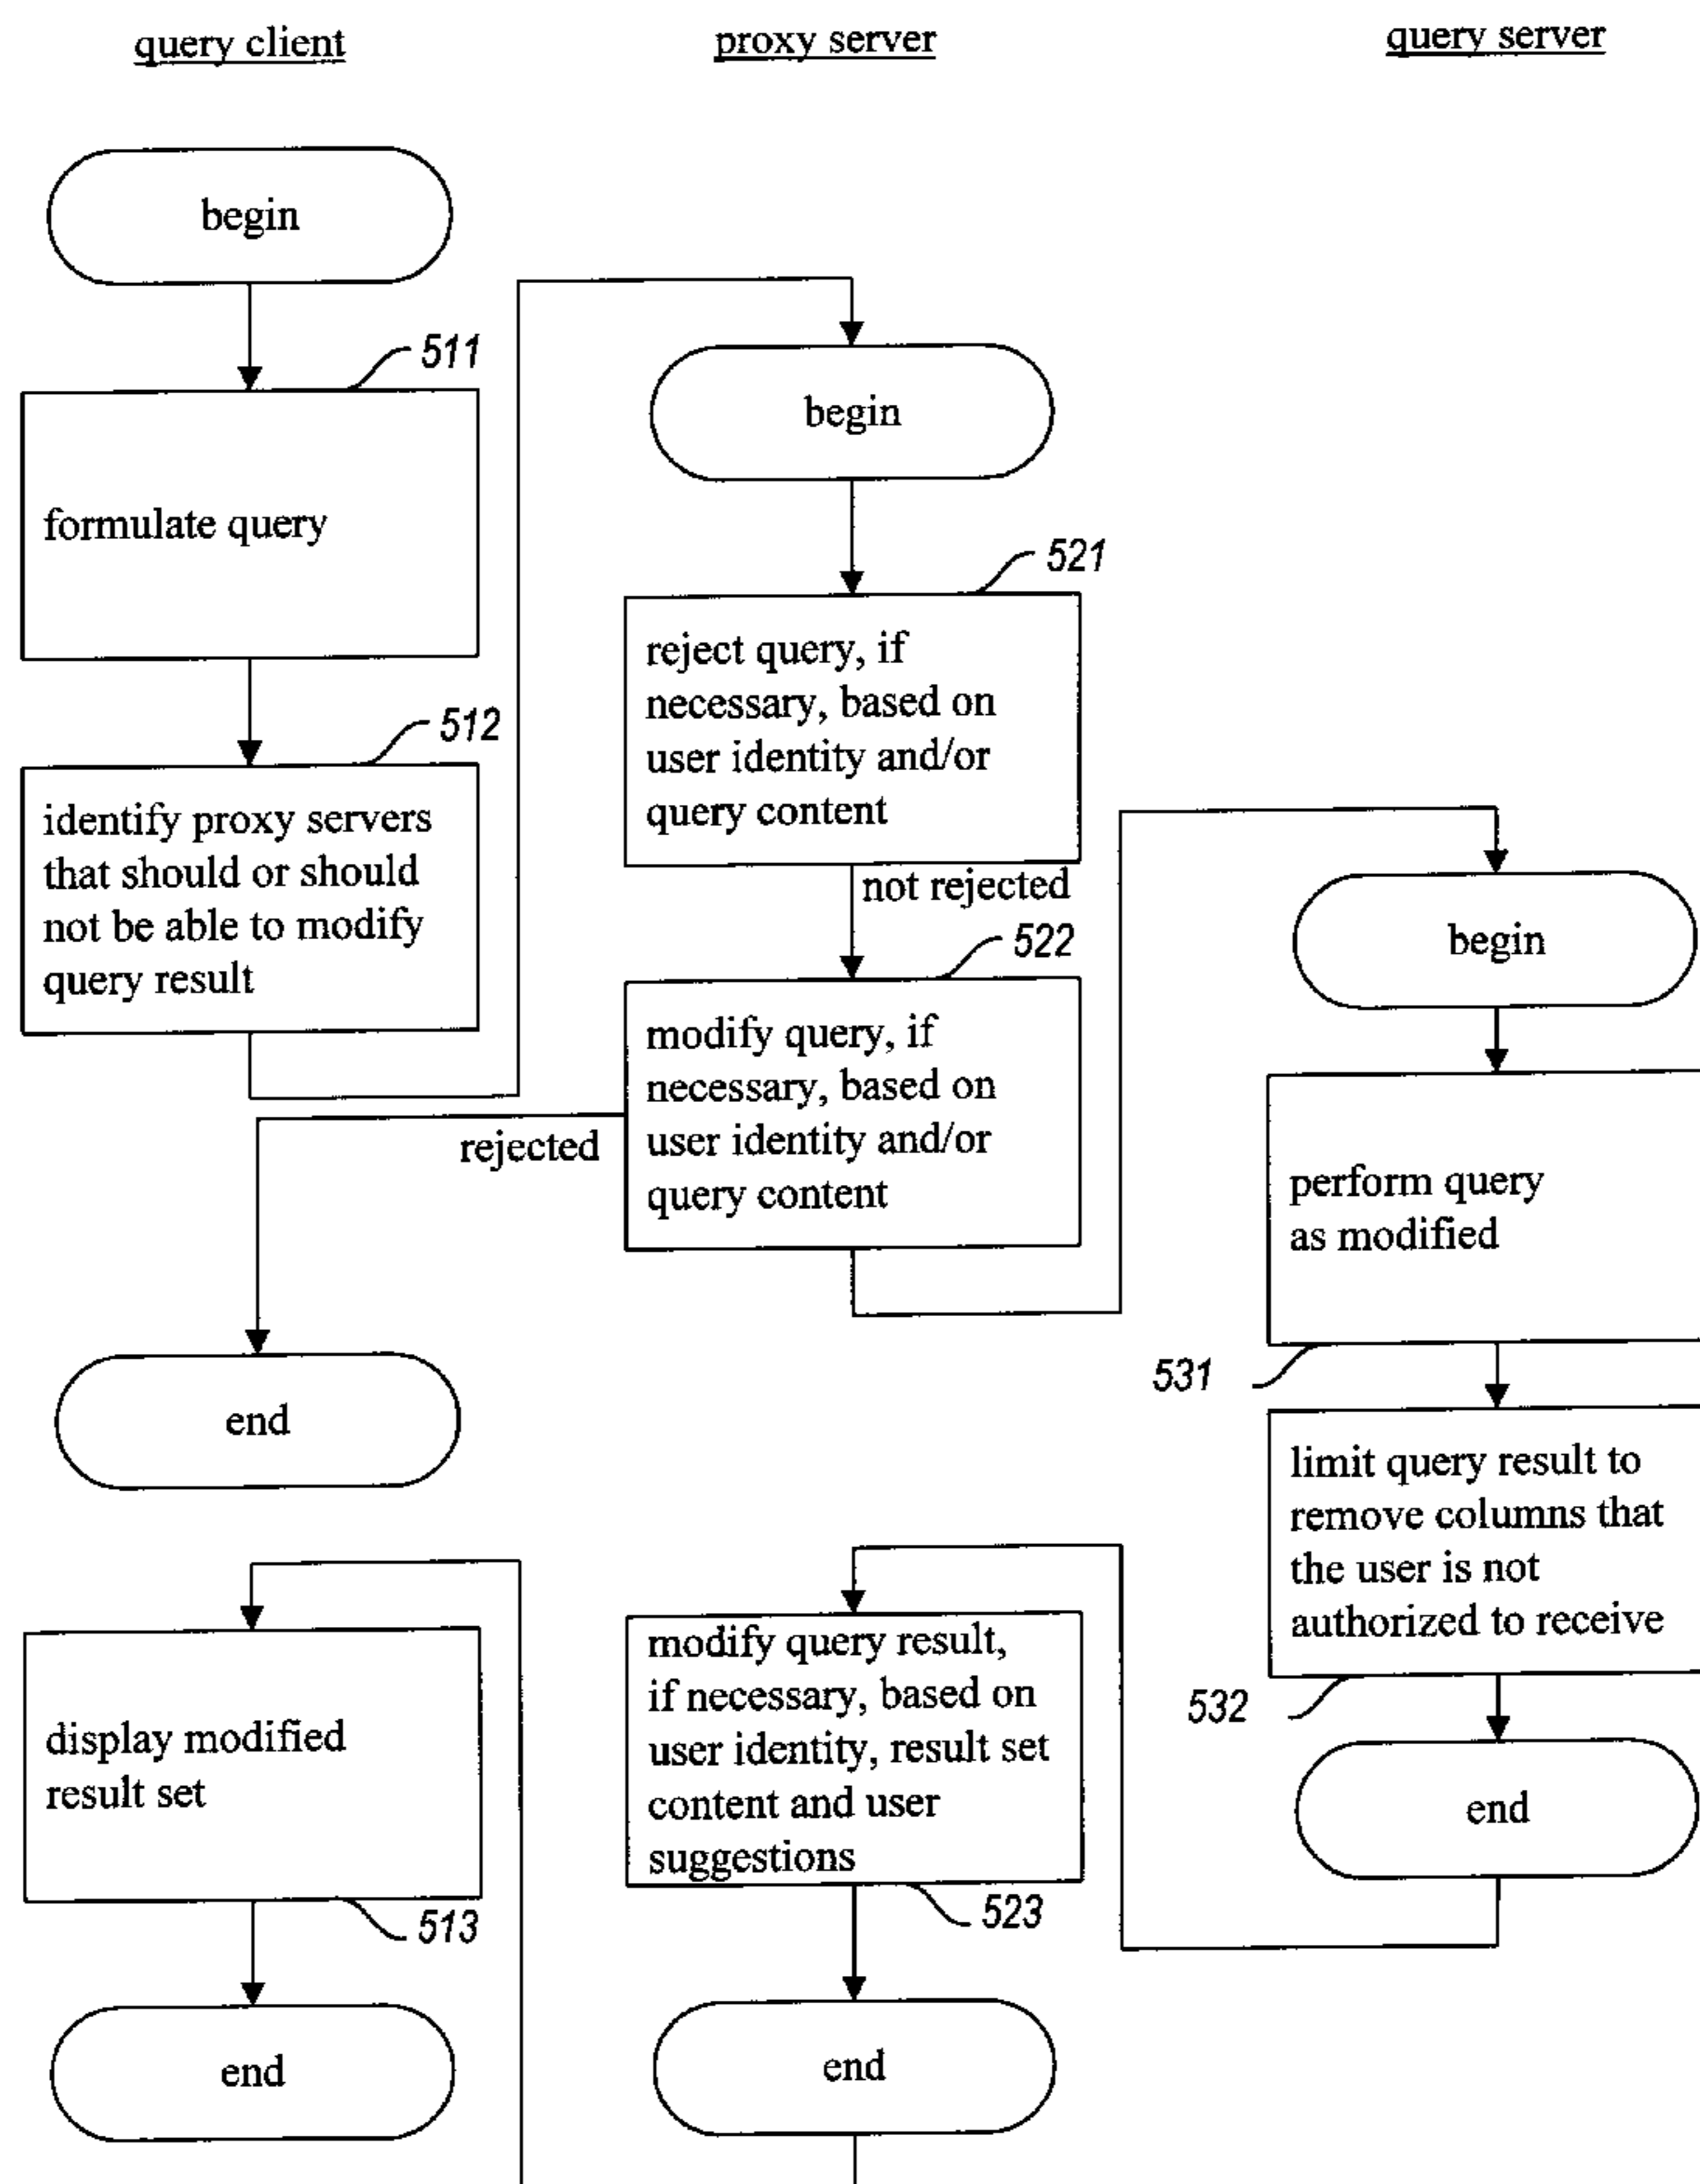 query client
proxy server
query server
begin
511
formulate query
512
identify proxy servers
that should or should
not be able to modify
query result
begin
521
reject query, if
necessary, based on
user identity and/or
query content
not rejected
522
modify query, if
necessary, based on
user identity and/or
query content
rejected
end
begin
perform query
as modified
531
limit query result to
remove columns that
the user is not
authorized to receive
532
end
modify query result,
if necessary, based on
user identity, result set
content and user
suggestions
523
end
display modified
result set
513
end